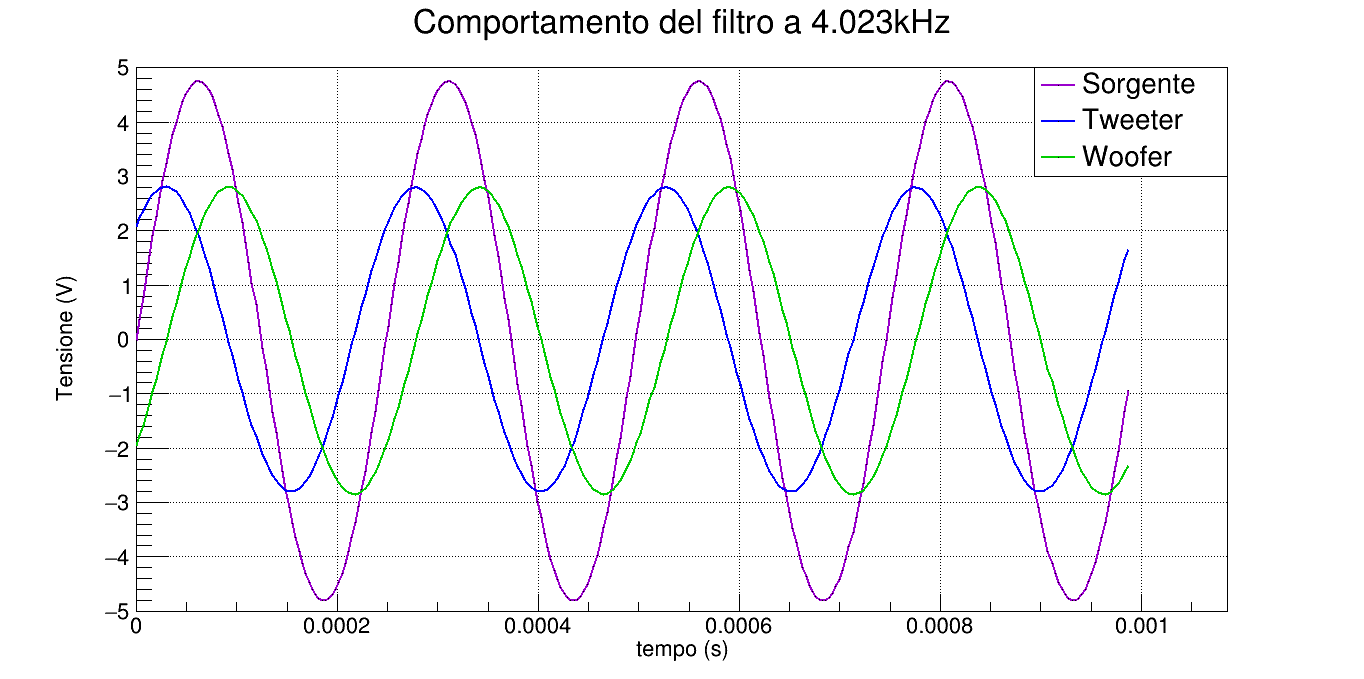 Comportamento del filtro a 4.023kHz
Sorgente
Tweeter
Woofer
Tensione (V)
5
4
3
2
1
0
−1
−2
−3
−4
−5
0 0.0002 0.0004 0.0006 0.0008 0.001
tempo (s)